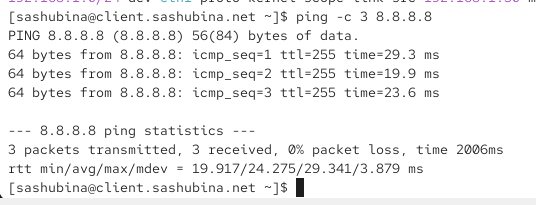 [sashubina@client.sashubina.net ~]$ ping -c 3 8.8.8.8
PING 8.8.8.8 (8.8.8.8) 56(84) bytes of data.
64 bytes from 8.8.8.8: icmp_seq=1 ttl=255 time=29.3 ms
64 bytes from 8.8.8.8: icmp_seq=2 ttl=255 time=19.9 ms
64 bytes from 8.8.8.8: icmp_seq=3 ttl=255 time=23.6 ms
--- 8.8.8.8 ping statistics ---
3 packets transmitted, 3 received, 0% packet loss, time 2006ms
rtt min/avg/max/mdev = 19.917/24.275/29.341/3.879 ms
[sashubina@client.sashubina.net ~]$